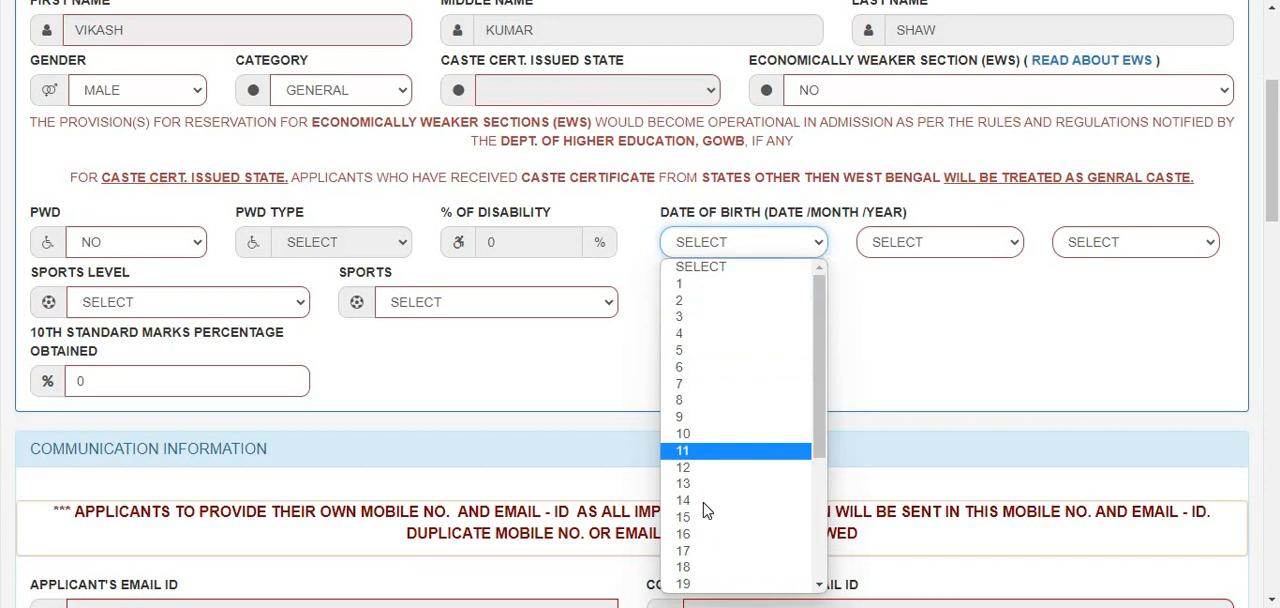 FIRST NAME MIDDLE NAME LAST NAME
VIKASH KUMAR SHAW
GENDER CATEGORY CASTE CERT. ISSUED STATE ECONOMICALLY WEAKER SECTION (EWS) ( READ ABOUT EWS )
MALE GENERAL NO
THE PROVISION(S) FOR RESERVATION FOR ECONOMICALLY WEAKER SECTIONS (EWS) WOULD BECOME OPERATIONAL IN ADMISSION AS PER THE RULES AND REGULATIONS NOTIFIED BY
THE DEPT. OF HIGHER EDUCATION, GOWB, IF ANY
FOR CASTE CERT. ISSUED STATE. APPLICANTS WHO HAVE RECEIVED CASTE CERTIFICATE FROM STATES OTHER THEN WEST BENGAL WILL BE TREATED AS GENRAL CASTE.
PWD PWD TYPE % OF DISABILITY DATE OF BIRTH (DATE /MONTH /YEAR)
NO SELECT 0 % SELECT SELECT SELECT
SPORTS LEVEL SPORTS
SELECT SELECT
10TH STANDARD MARKS PERCENTAGE
OBTAINED
% 0
SELECT
1
2
3
4
5
6
7
8
9
10
11
12
13
14
15
16
17
18
19
COMMUNICATION INFORMATION
*** APPLICANTS TO PROVIDE THEIR OWN MOBILE NO. AND EMAIL - ID AS ALL WILL BE SENT IN THIS MOBILE NO. AND EMAIL - ID.
DUPLICATE MOBILE NO. OR
APPLICANT'S EMAIL ID ID